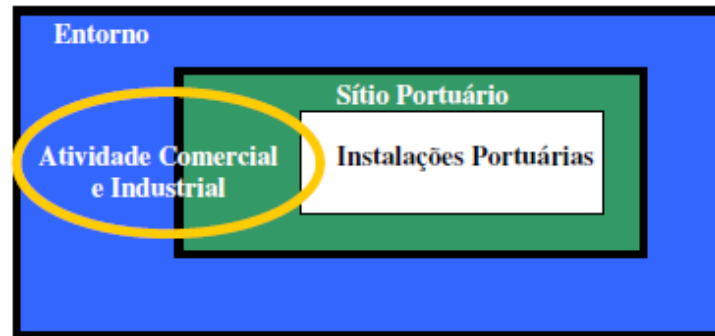 Entorno
Sítio Portuário
Atividade Comercial
e Industrial
Instalações Portuárias